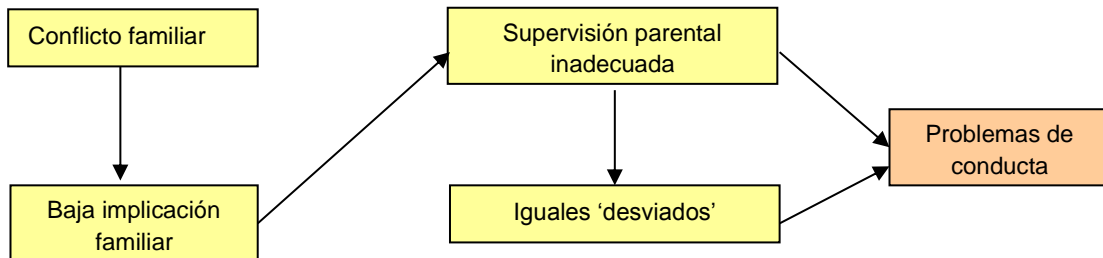 Conflicto familiar
Supervisión parental
inadecuada
Problemas de
conducta
Baja implicación
familiar
Iguales ‘desviados’